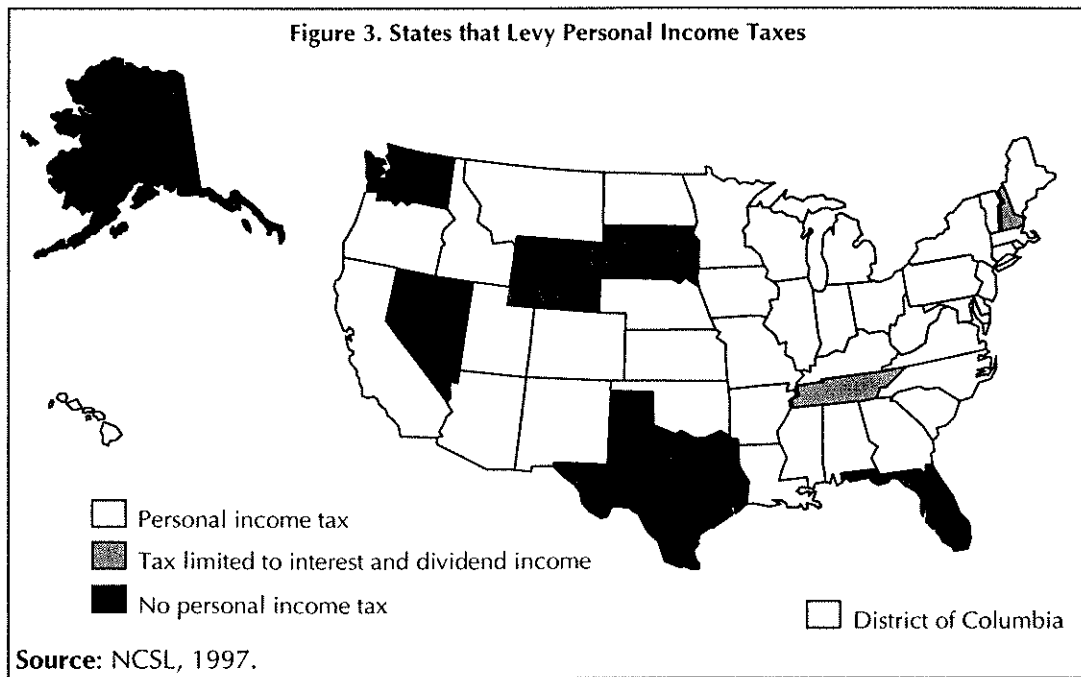 Figure 3. States that Levy Personal Income Taxes
Personal income tax
Tax limited to interest and dividend income
No personal income tax
District of Columbia
Source: NCSL, 1997.